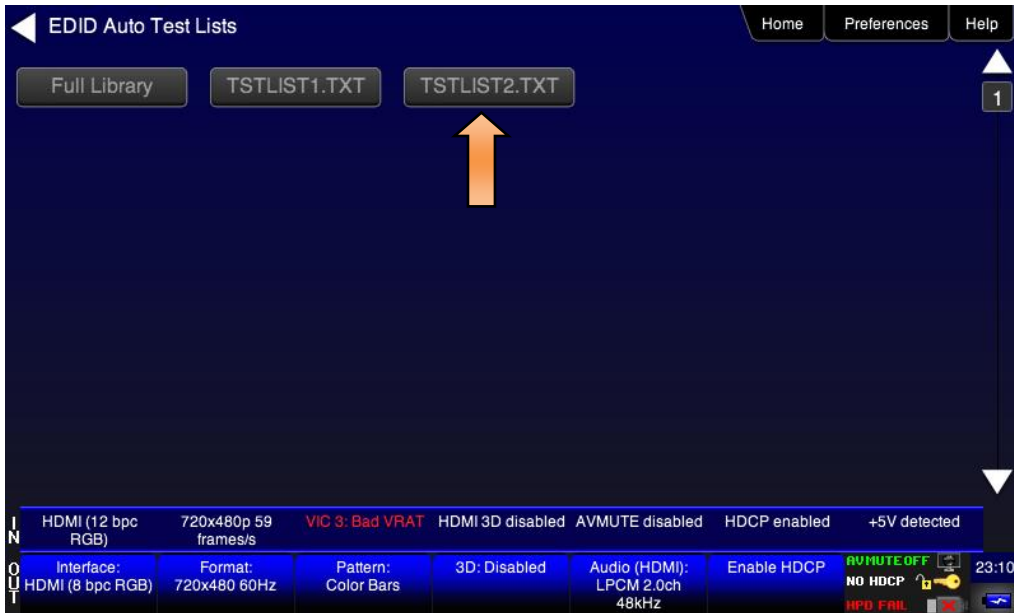 EDID Auto Test Lists
Home
Preferences
Help
Full Library
TSTLIST1.TXT
TSTLIST2.TXT
1
IN
HDMI (12 bpc
RGB)
720x480p 59
frames/s
VIC 3: Bad VRAT
HDMI 3D disabled
AVMUTE disabled
HDCP enabled
+5V detected
OUT
Interface:
HDMI (8 bpc RGB)
Format:
720x480 60Hz
Pattern:
Color Bars
3D: Disabled
Audio (HDMI):
LPCM 2.0ch
48kHz
Enable HDCP
AVMUTE OFF
NO HDCP
HPD FAIL
23:10